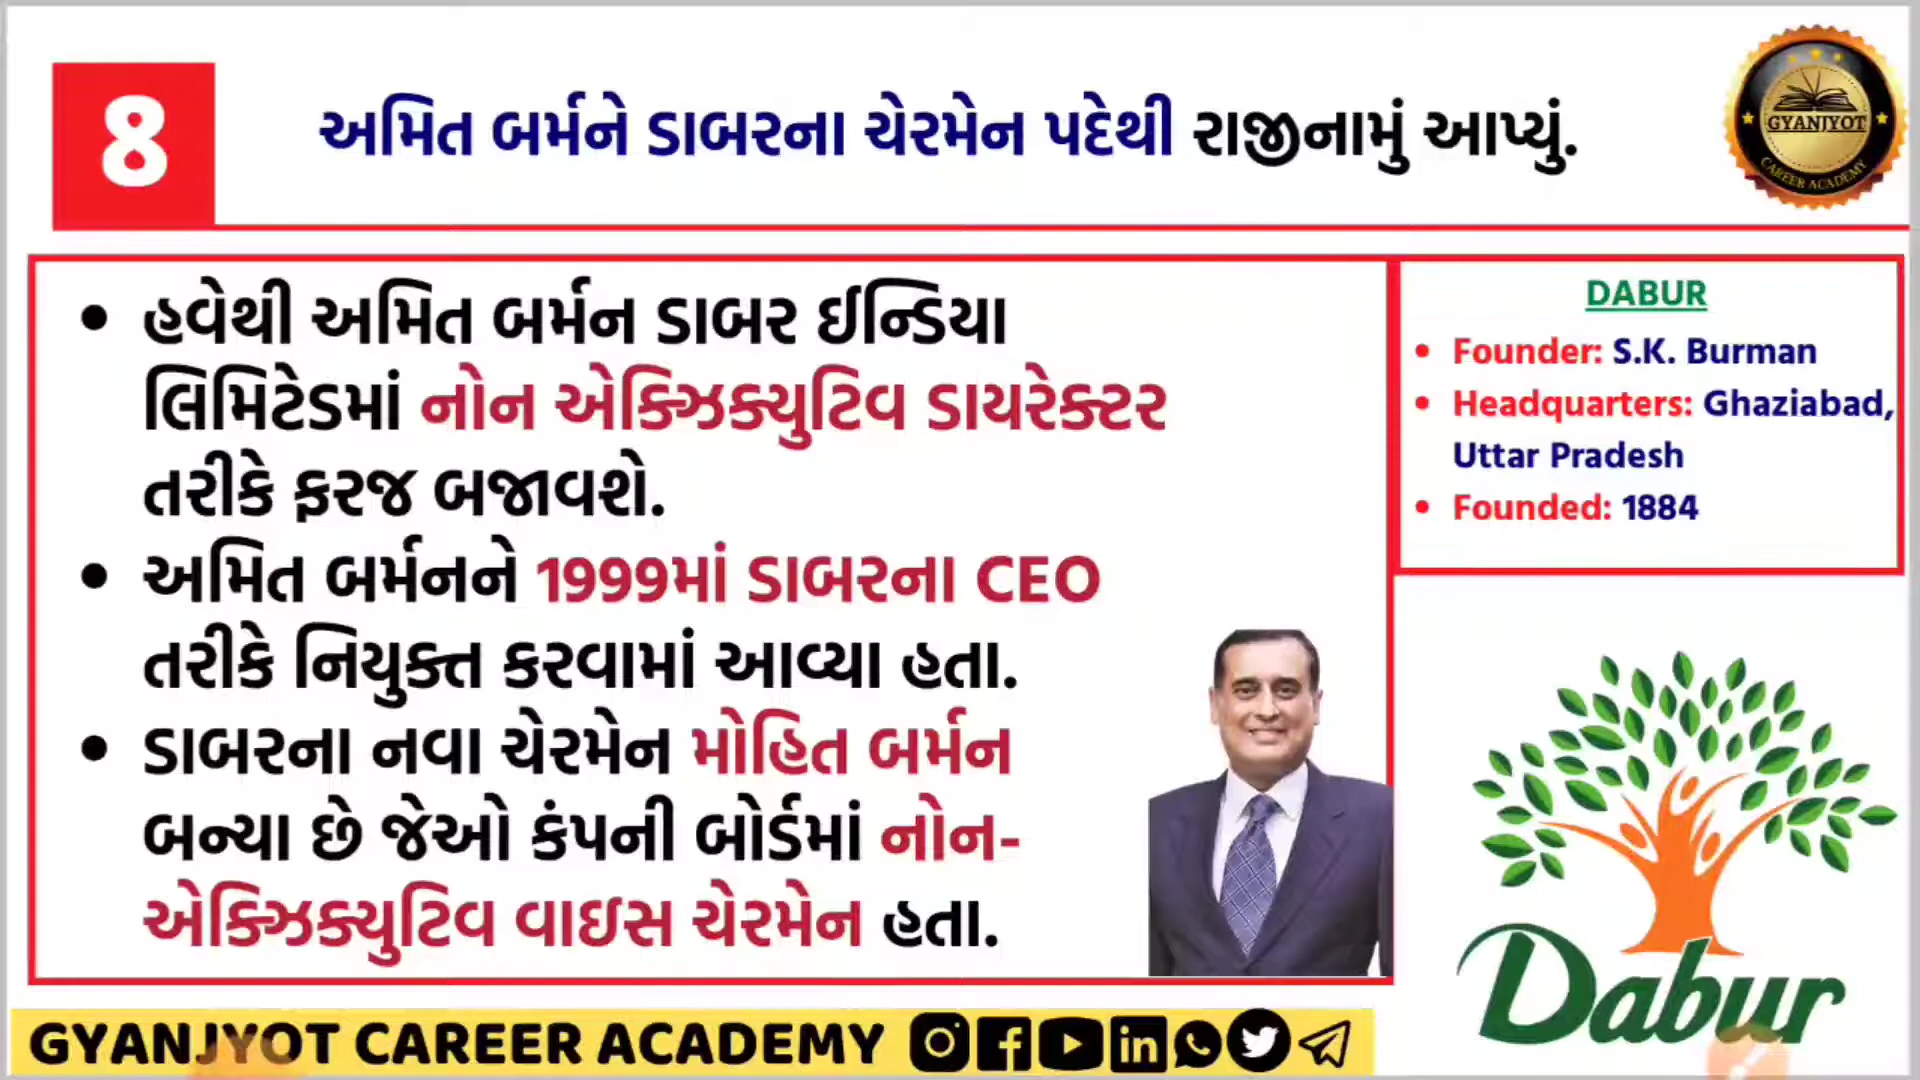 8
અમિત બર્મને ડાબરના ચેરમેન પદેથી રાજીનામું આપ્યું.
GYANJYOT
CAREER ACADEMY
• હવેથી અમિત બર્મન ડાબર ઈન્ડિયા
લિમિટેડમાં નોન એક્ઝિક્યુટિવ ડાયરેક્ટર
તરીકે ફરજ બજાવશે.
• અમિત બર્મનને 1999માં ડાબરના CEO
તરીકે નિયુક્ત કરવામાં આવ્યા હતા.
• ડાબરના નવા ચેરમેન મોહિત બર્મન
બન્યા છે જેઓ કંપની બોર્ડમાં નોન-
એક્ઝિક્યુટિવ વાઇસ ચેરમેન હતા.
DABUR
• Founder: S.K. Burman
• Headquarters: Ghaziabad,
Uttar Pradesh
• Founded: 1884
Dabur
GYANJYOT CAREER ACADEMY